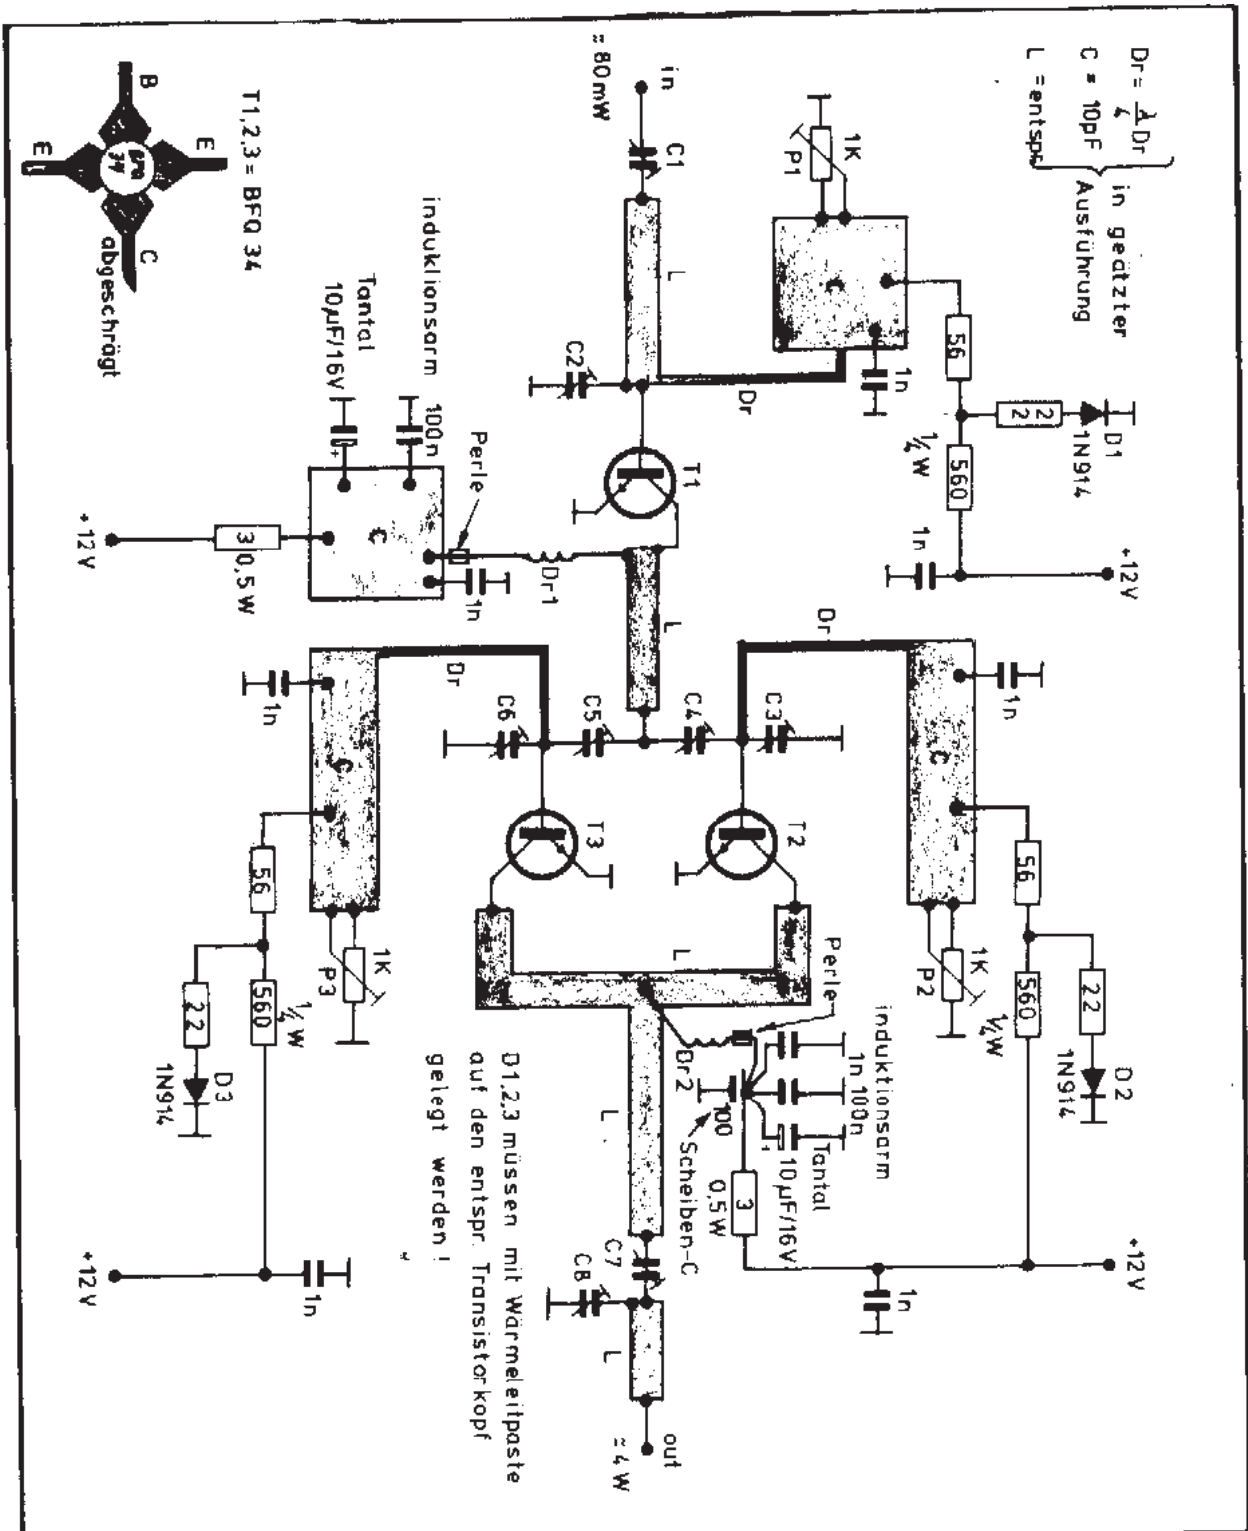 Dr = λ/4 Dr
C ≈ 10pF
L = entspr.
in geätzter
Ausführung
1K
P1
C
56
1n
Dr
22
D1
1N914
560
¼W
1n
+12V
in
≈ 80mW
C1
L
C2
T1
T1,2,3 = BFQ 34
B
E
E
C
BFQ
34
abgeschrägt
induktionsarm
100n
Tantal
10µF/16V
+
Perle
C
Dr1
1n
3
0,5W
+12V
L
Dr
C
1n
C3
C4
C5
C6
Dr
1n
C
T2
T3
56
1K
P2
560
¼W
22
D2
1N914
+12V
56
1K
P3
560
¼W
22
D3
1N914
+12V
1n
L
Perle
Dr2
induktionsarm
1n
100n
Tantal
10µF/16V
100
Scheiben-C
3
0,5W
1n
L
C7
C8
L
out
≈ 4W
D1,2,3 müssen mit Wärmeleitpaste
auf den entspr. Transistorkopf
gelegt werden!